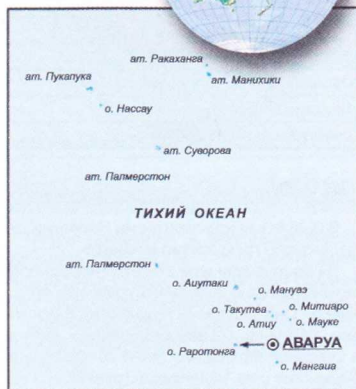 ат. Ракаханга
ат. Пукапука
ат. Манихики
о. Нассау
ат. Суворова
ат. Палмерстон
ТИХИЙ ОКЕАН
ат. Палмерстон
о. Аиутаки
о. Мануаэ
о. Такутеа
о. Митиаро
о. Атиу
о. Мауке
о. Раротонга
АВАРУА
о. Мангаиа